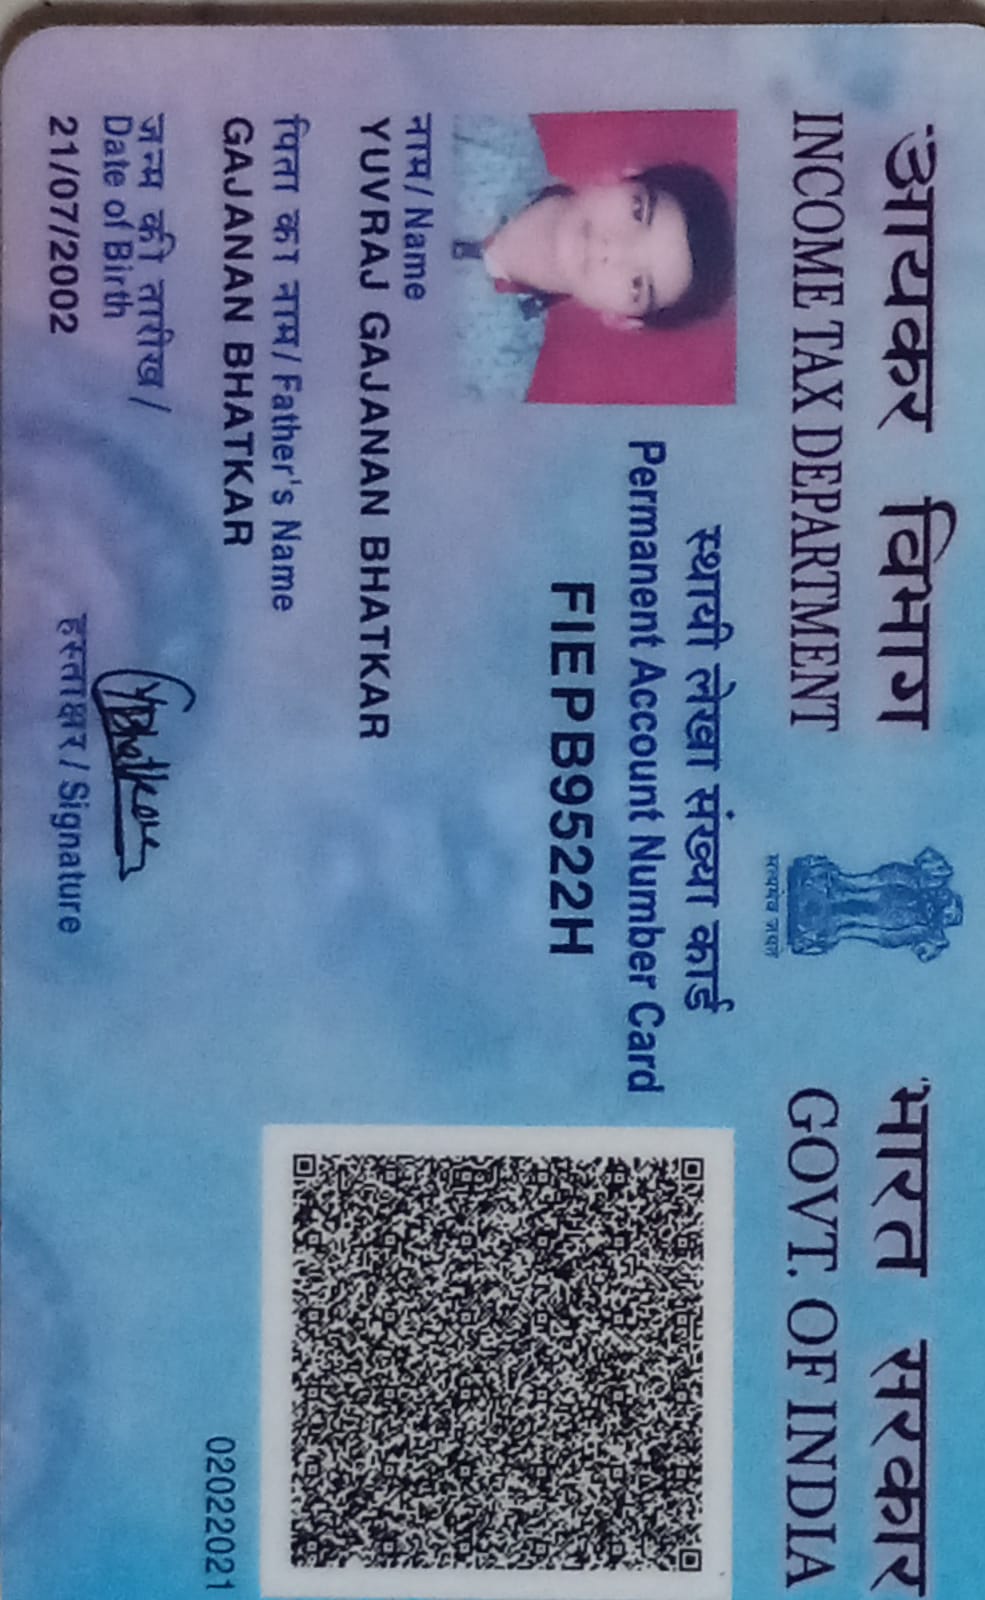 आयकर विभाग
INCOME TAX DEPARTMENT
सत्यमेव जयते
भारत सरकार
GOVT. OF INDIA
स्थायी लेखा संख्या कार्ड
Permanent Account Number Card
FIEPB9522H
नाम/ Name
YUVRAJ GAJANAN BHATKAR
पिता का नाम/ Father's Name
GAJANAN BHATKAR
02022021
जन्म की तारीख/
Date of Birth
21/07/2002
YBhatkar
हस्ताक्षर/ Signature